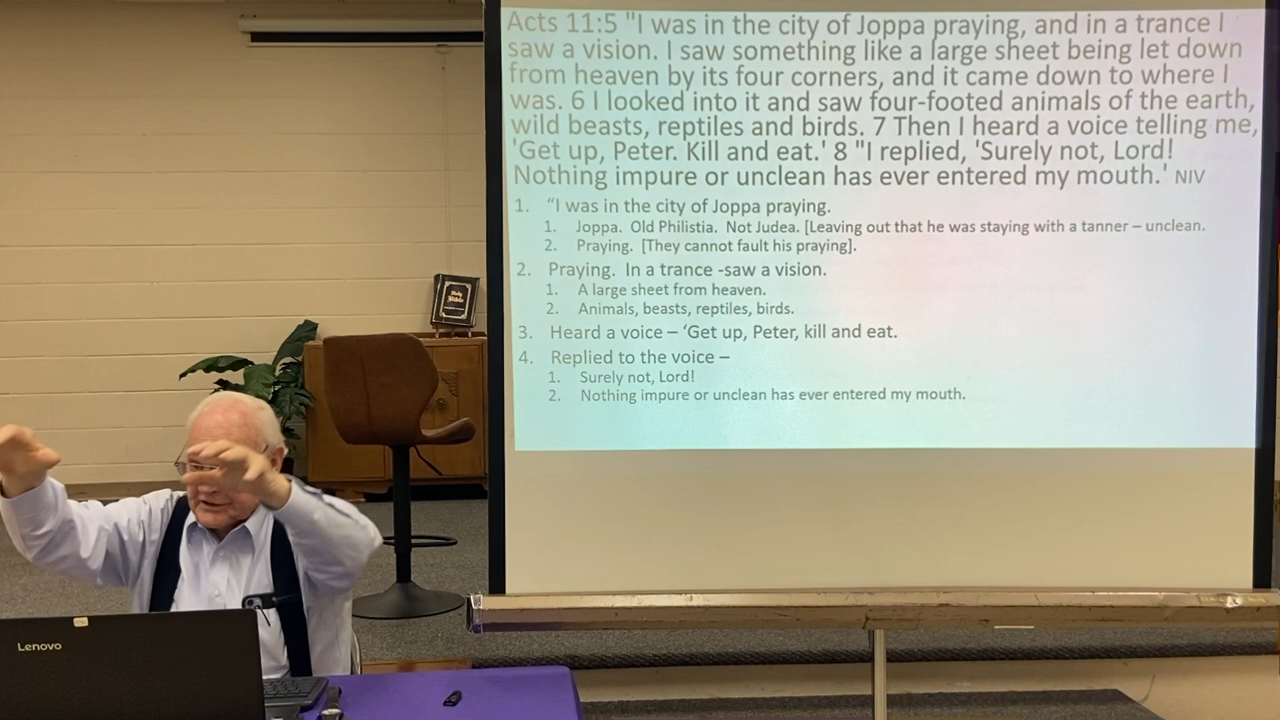 Acts 11:5 "I was in the city of Joppa praying, and in a trance I
saw a vision. I saw something like a large sheet being let down
from heaven by its four corners, and it came down to where I
was. 6 I looked into it and saw four-footed animals of the earth,
wild beasts, reptiles and birds. 7 Then I heard a voice telling me,
'Get up, Peter. Kill and eat.' 8 "I replied, 'Surely not, Lord!
Nothing impure or unclean has ever entered my mouth.' NIV
1. "I was in the city of Joppa praying.
1. Joppa. Old Philistia. Not Judea. [Leaving out that he was staying with a tanner – unclean.
2. Praying. [They cannot fault his praying].
2. Praying. In a trance -saw a vision.
1. A large sheet from heaven.
2. Animals, beasts, reptiles, birds.
3. Heard a voice – 'Get up, Peter, kill and eat.
4. Replied to the voice –
1. Surely not, Lord!
2. Nothing impure or unclean has ever entered my mouth.
Holy
Bible
Lenovo